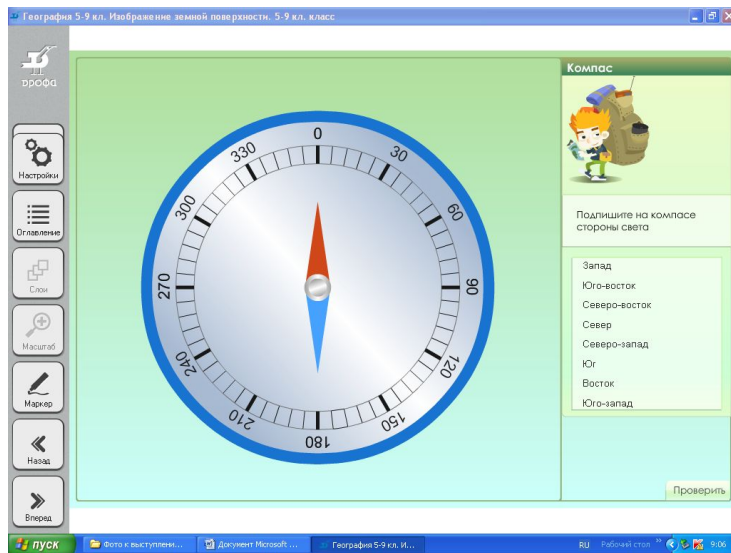 География 5-9 кл. Изображение земной поверхности. 5-9 кл. класс
дрофа
Настройки
Оглавление
Слои
Масштаб
Маркер
Назад
Вперед
0
30
60
90
120
150
180
210
240
270
300
330
Компас
Подпишите на компасе
стороны света
Запад
Юго-восток
Северо-восток
Север
Северо-запад
Юг
Восток
Юго-запад
Проверить
пуск
Фото к выступлени...
Документ Microsoft ...
География 5-9 кл. И...
RU
Рабочий стол
9:06